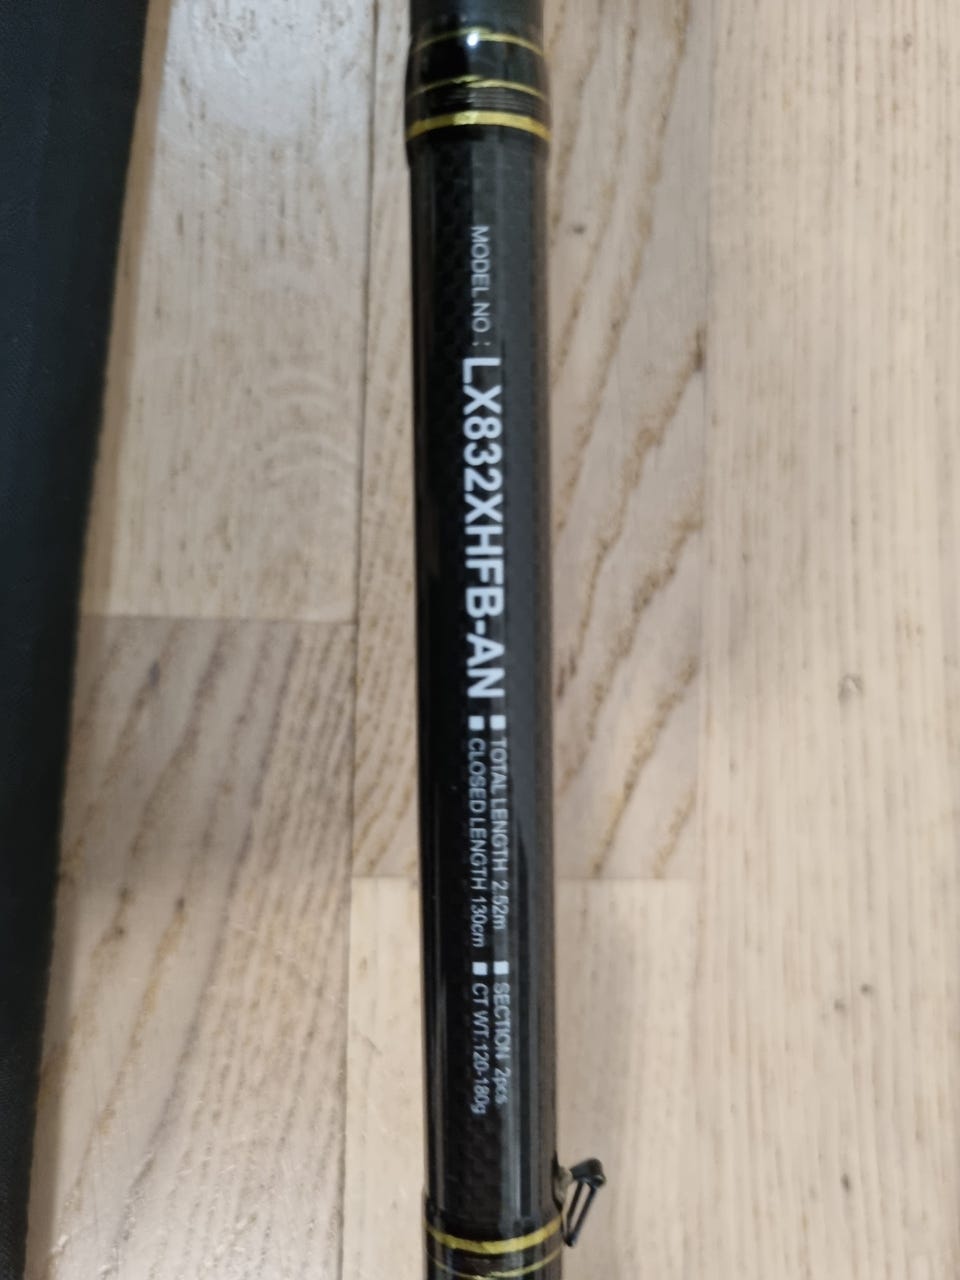 MODEL NO : LX832XHFB-AN
■ TOTAL LENGTH 2.52m ■ SECTION 2pcs
■ CLOSED LENGTH 130cm ■ CT WT.120-180g